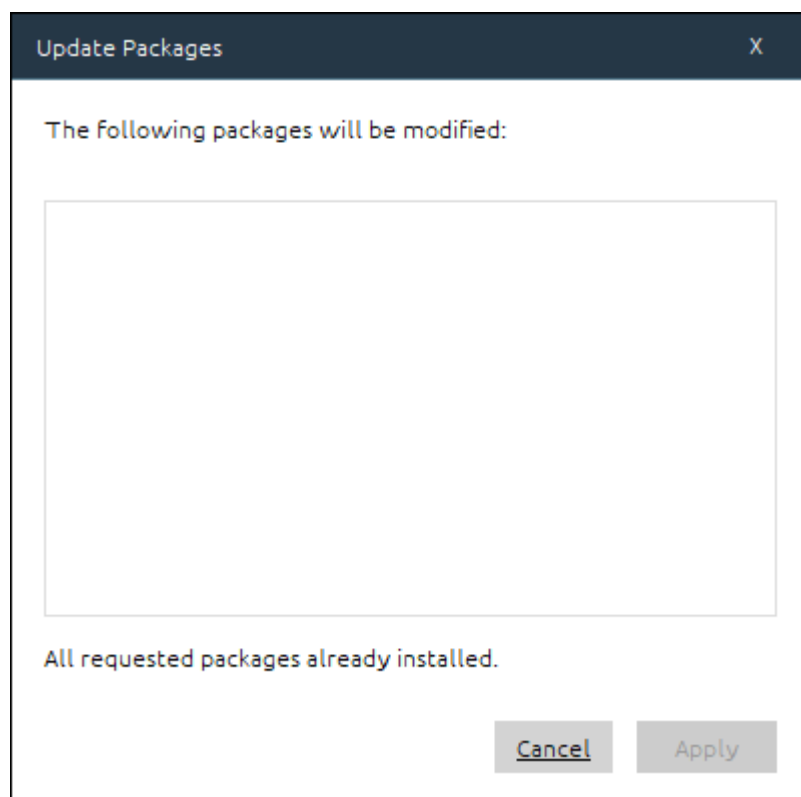 Update Packages X
The following packages will be modified:
All requested packages already installed.
Cancel Apply